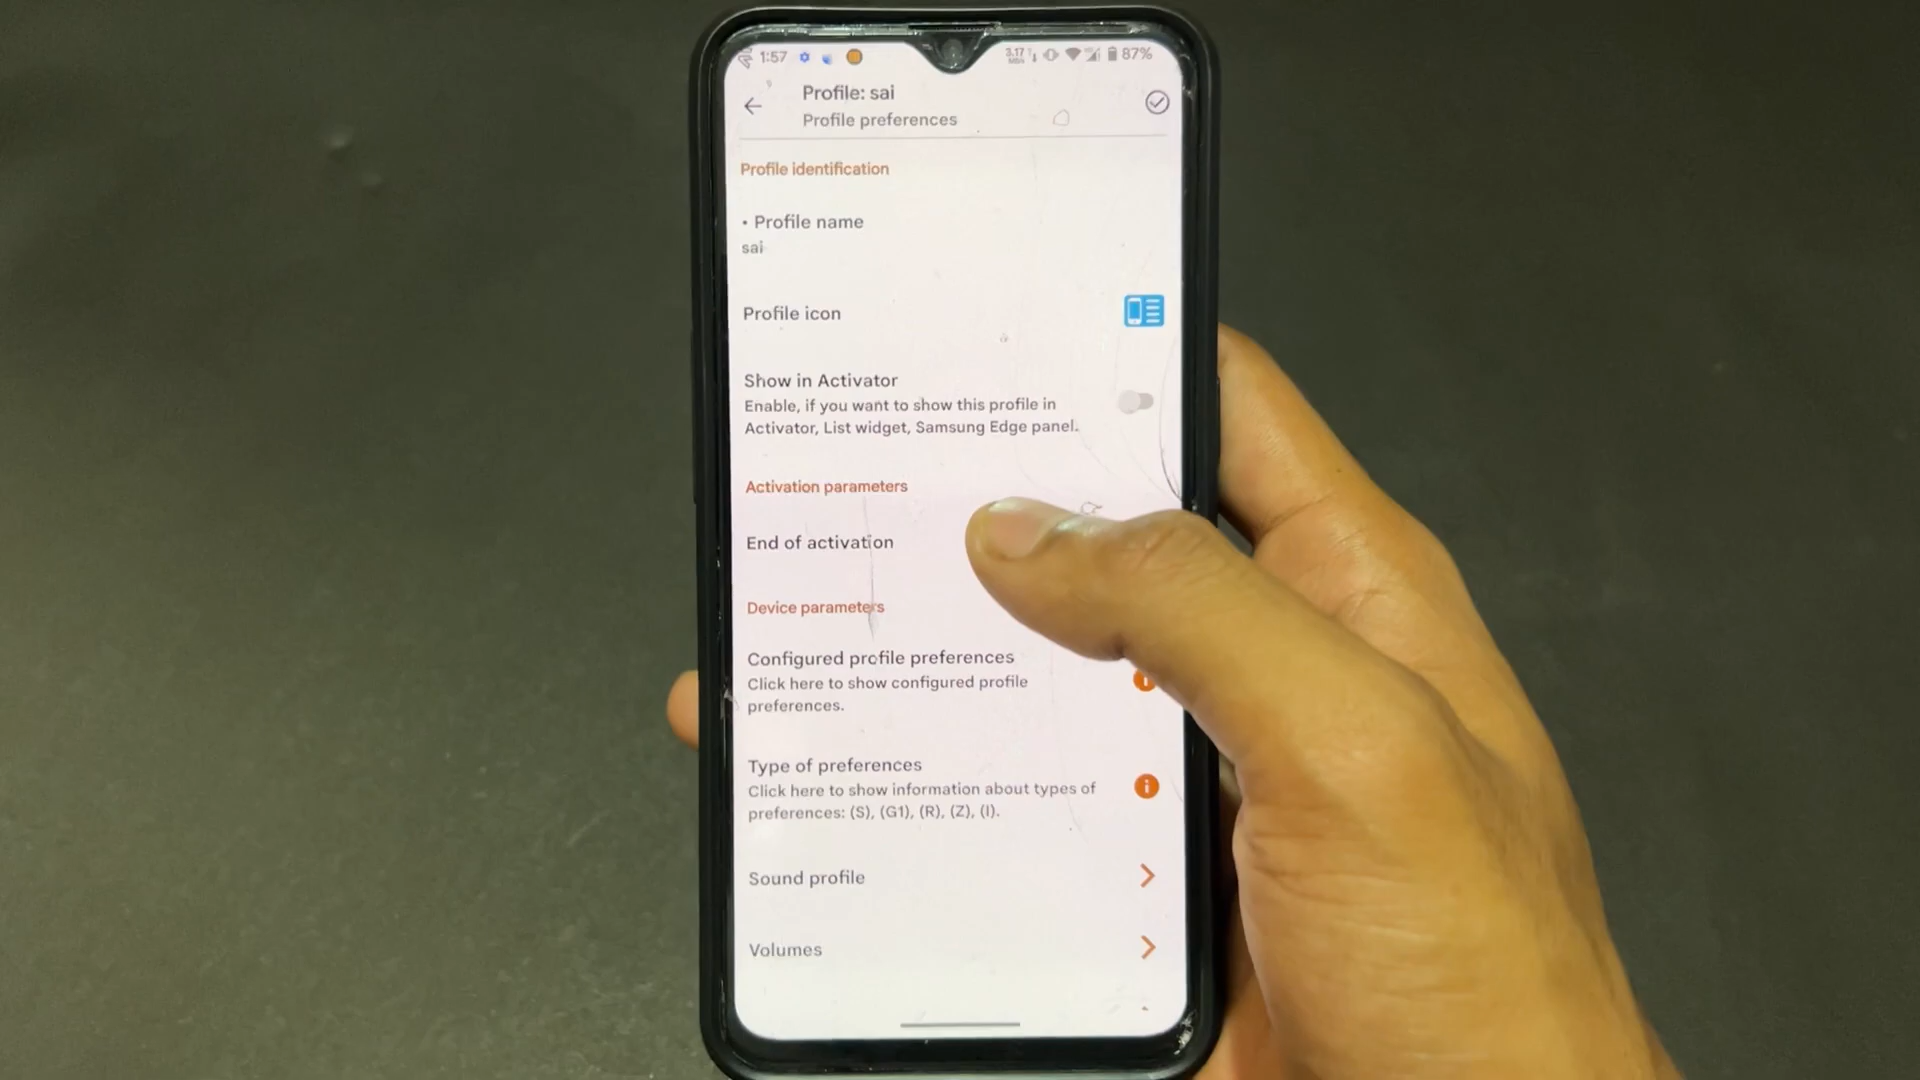 1:57
3.17
87%
Profile: sai
Profile preferences
Profile identification
• Profile name
sai
Profile icon
Show in Activator
Enable, if you want to show this profile in
Activator, List widget, Samsung Edge panel.
Activation parameters
End of activation
Device parameters
Configured profile preferences
Click here to show configured profile
preferences.
Type of preferences
Click here to show information about types of
preferences: (S), (G1), (R), (Z), (I).
Sound profile
Volumes